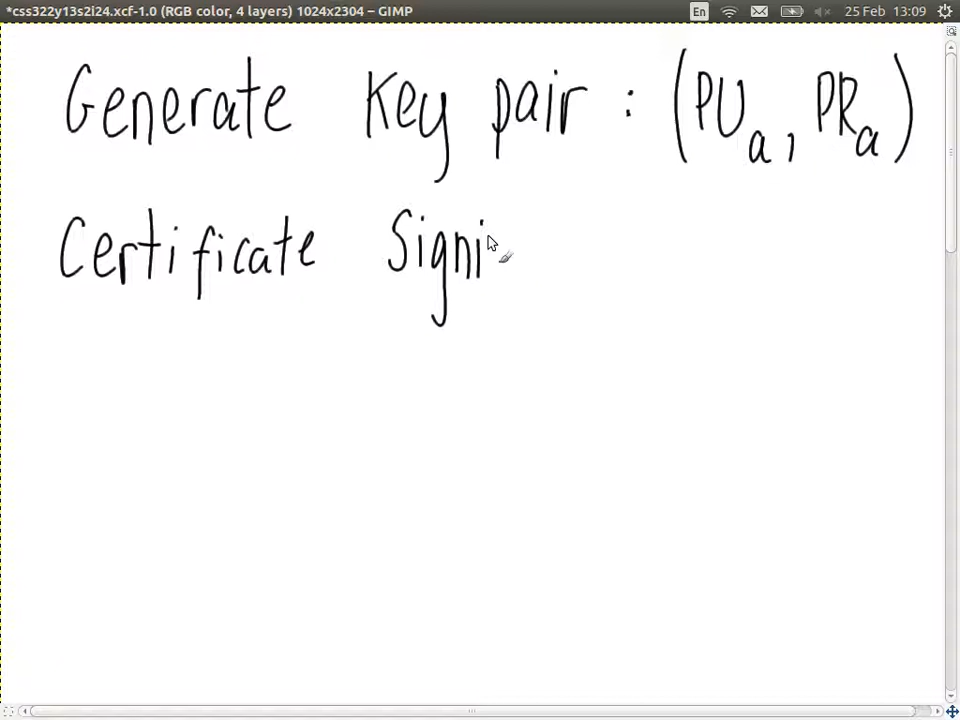 *css322y13s2i24.xcf-1.0 (RGB color, 4 layers) 1024x2304 – GIMP En 25 Feb 13:09
Generate Key pair : (PUa, PRa)
Certificate Signi